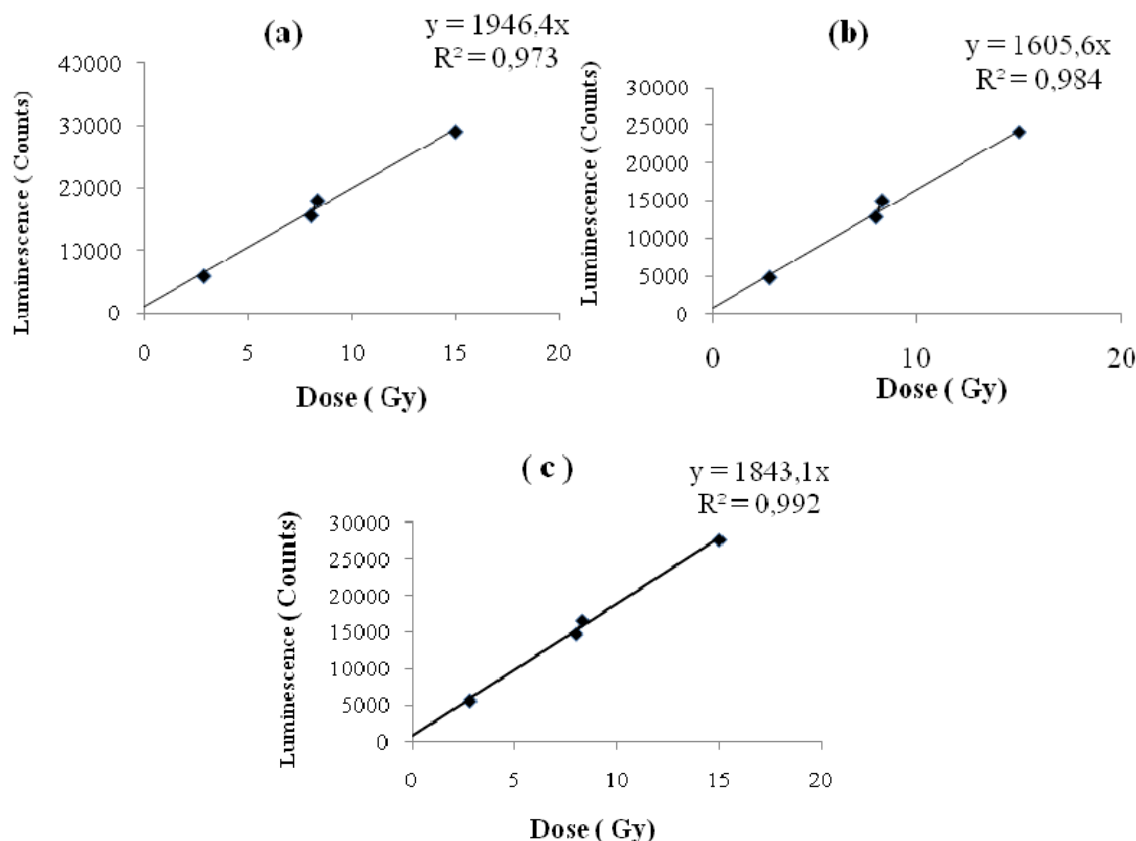 (a)
y = 1946,4x
R² = 0,973
40000
30000
20000
10000
0
Luminescence ( Counts)
0 5 10 15 20
Dose ( Gy)
(b)
y = 1605,6x
R² = 0,984
30000
25000
20000
15000
10000
5000
0
Luminescence ( Counts)
0 10 20
Dose ( Gy)
( c )
y = 1843,1x
R² = 0,992
30000
25000
20000
15000
10000
5000
0
Luminescence ( Counts)
0 5 10 15 20
Dose ( Gy)